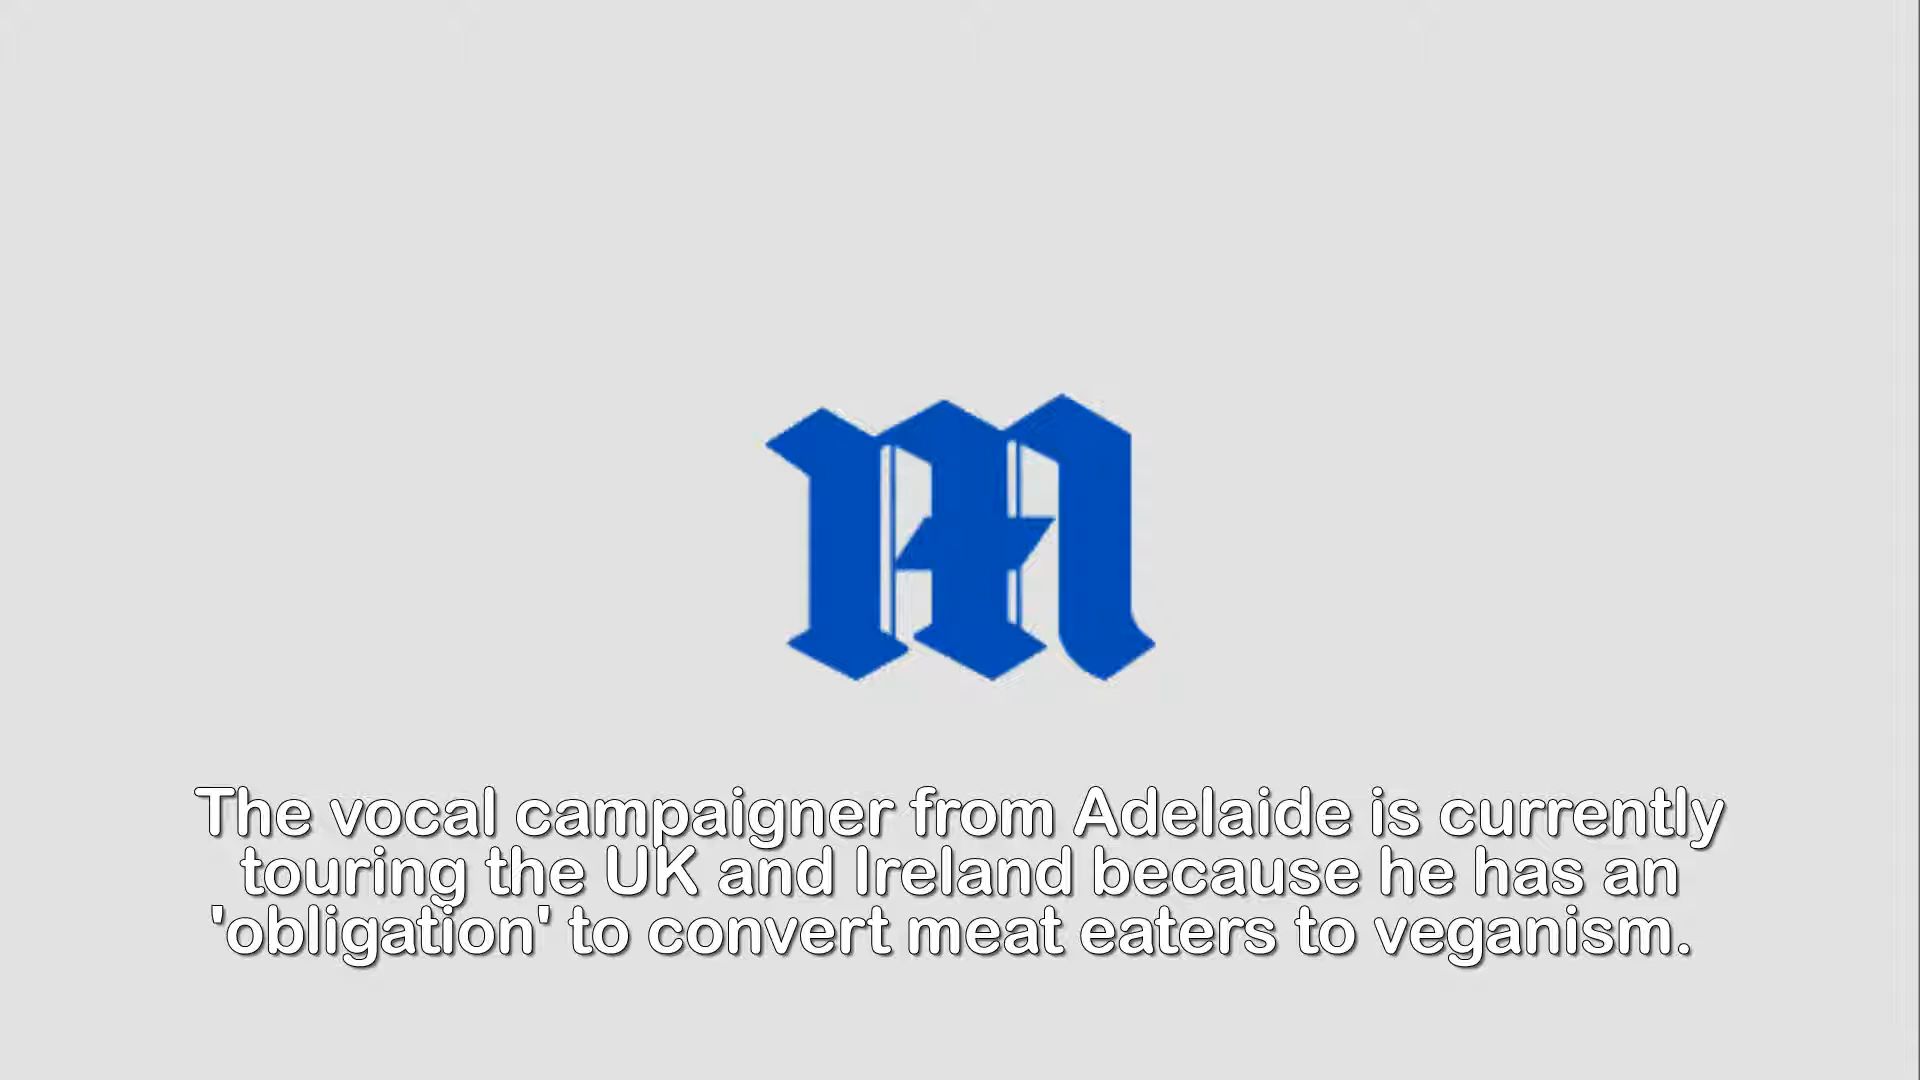 m
The vocal campaigner from Adelaide is currently
touring the UK and Ireland because he has an
'obligation' to convert meat eaters to veganism.